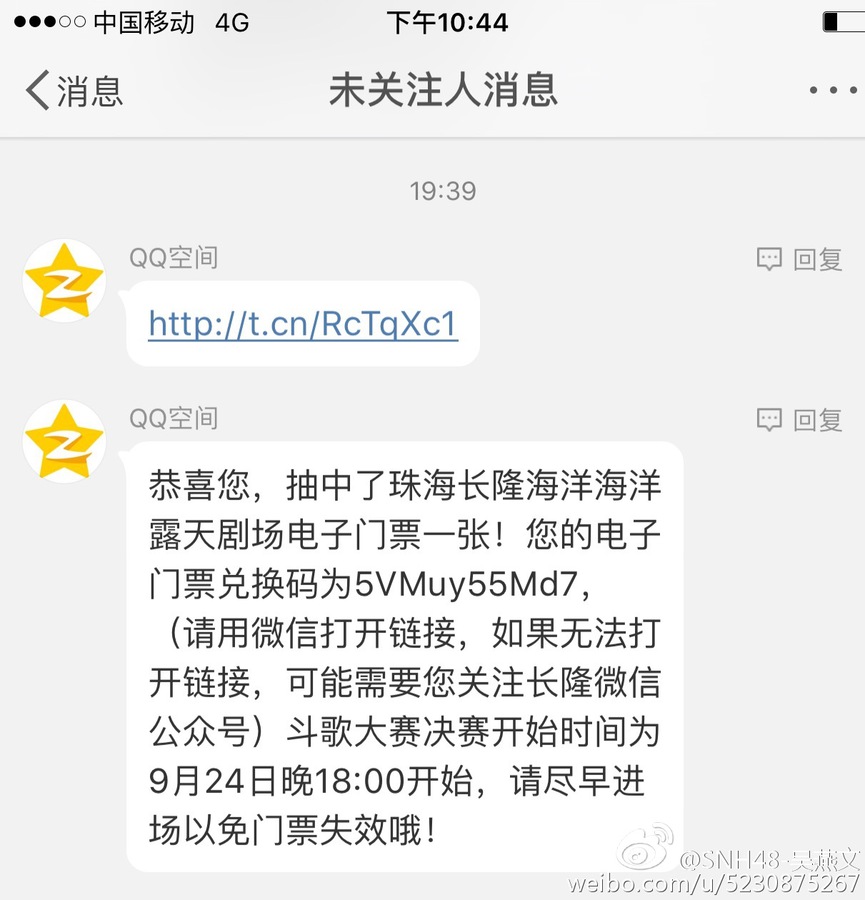 中国移动 4G 下午10:44
消息 未关注人消息
19:39
QQ空间 回复
http://t.cn/RcTqXc1
QQ空间 回复
恭喜您，抽中了珠海长隆海洋海洋
露天剧场电子门票一张！您的电子
门票兑换码为5VMuy55Md7，
（请用微信打开链接，如果无法打
开链接，可能需要您关注长隆微信
公众号）斗歌大赛决赛开始时间为
9月24日晚18:00开始，请尽早进
场以免门票失效哦！
@SNH48-吴燕文
weibo.com/u/5230875267